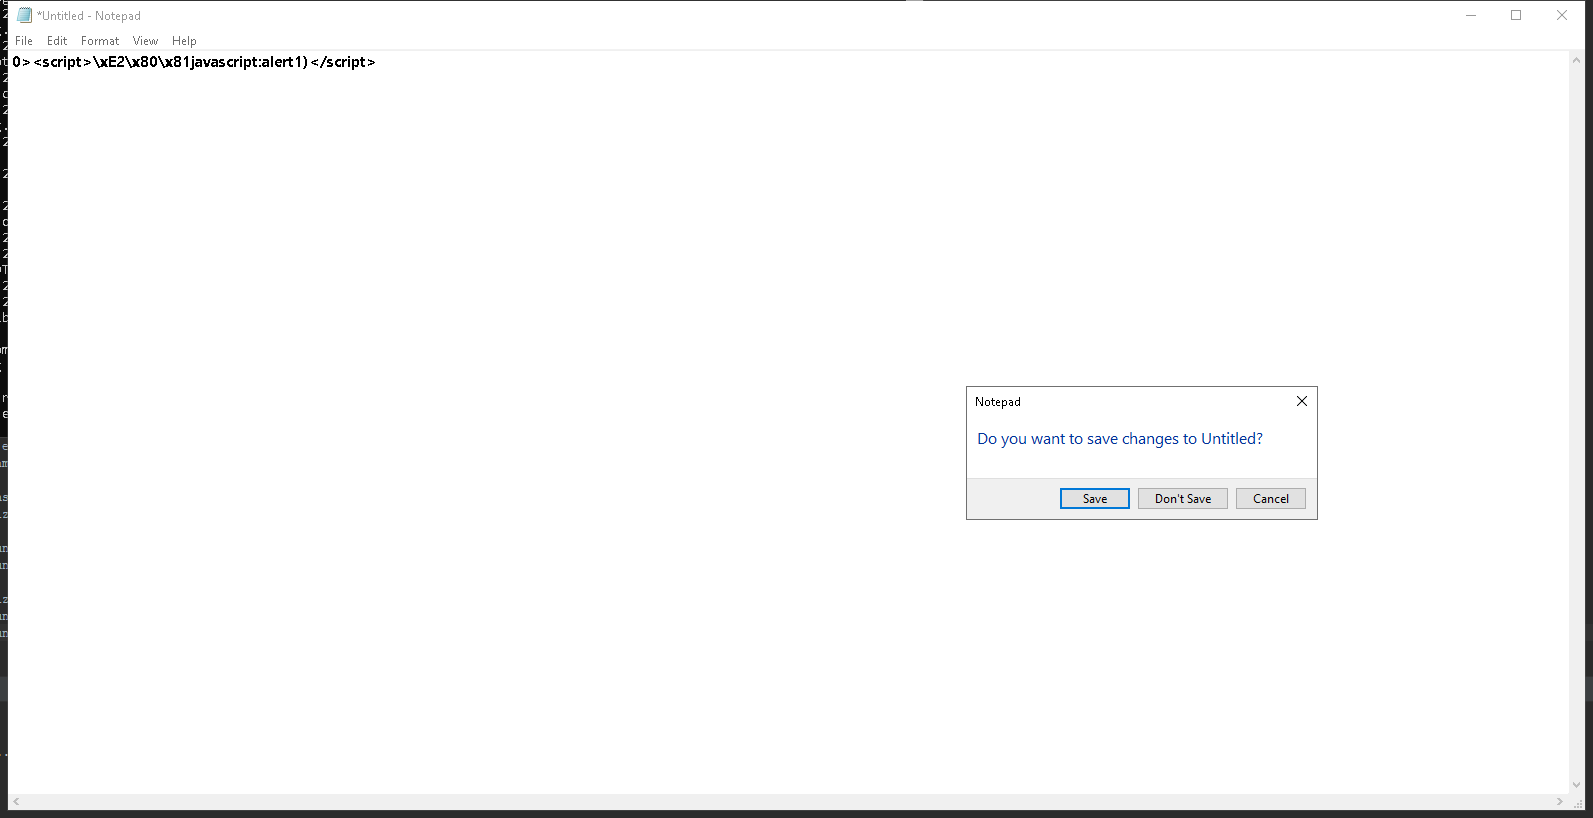 *Untitled - Notepad
File Edit Format View Help
0><script>\xE2\x80\x81javascript:alert1)</script>
Notepad
Do you want to save changes to Untitled?
Save Don't Save Cancel